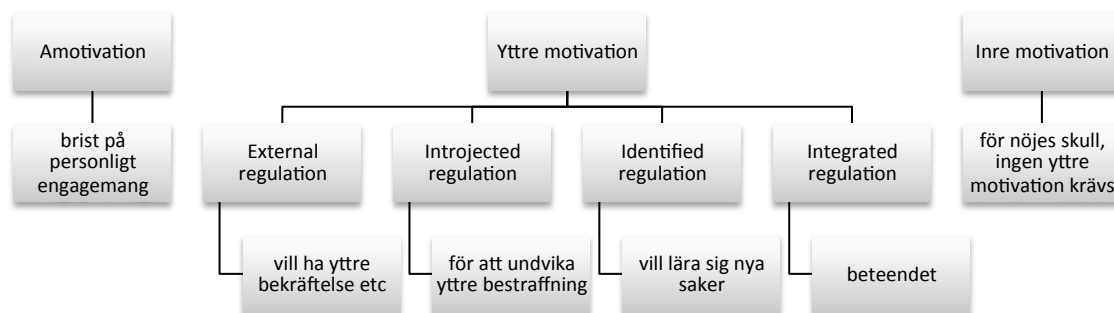 Amotivation
Yttre motivation
Inre motivation
brist på
personligt
engagemang
External
regulation
Introjected
regulation
Identified
regulation
Integrated
regulation
för nöjes skull,
ingen yttre
motivation krävs
vill ha yttre
bekräftelse etc
för att undvika
yttre bestraffning
vill lära sig nya
saker
beteendet